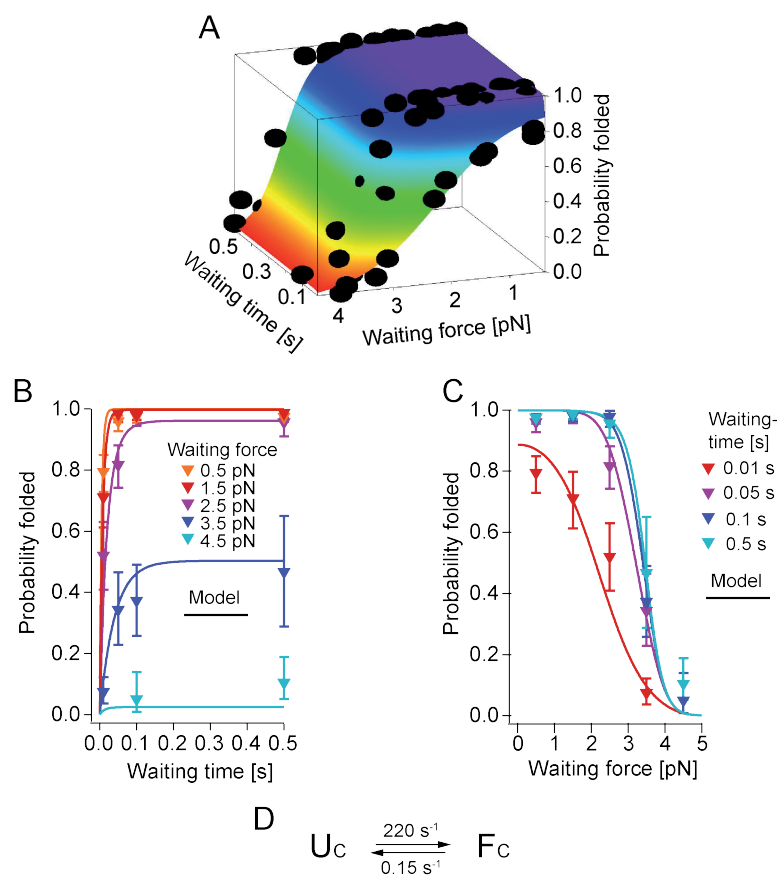 A
Probability folded
1.0
0.8
0.6
0.4
0.2
0.0
0.5
0.3
0.1
Waiting time [s]
4
3
2
1
Waiting force [pN]
B
Probability folded
1.0
0.8
0.6
0.4
0.2
0.0
Waiting force
0.5 pN
1.5 pN
2.5 pN
3.5 pN
4.5 pN
Model
0.0 0.1 0.2 0.3 0.4 0.5
Waiting time [s]
C
Probability folded
1.0
0.8
0.6
0.4
0.2
0.0
0 1 2 3 4 5
Waiting force [pN]
Waiting-
time [s]
0.01 s
0.05 s
0.1 s
0.5 s
Model
D
220 s-1
UC FC
0.15 s-1